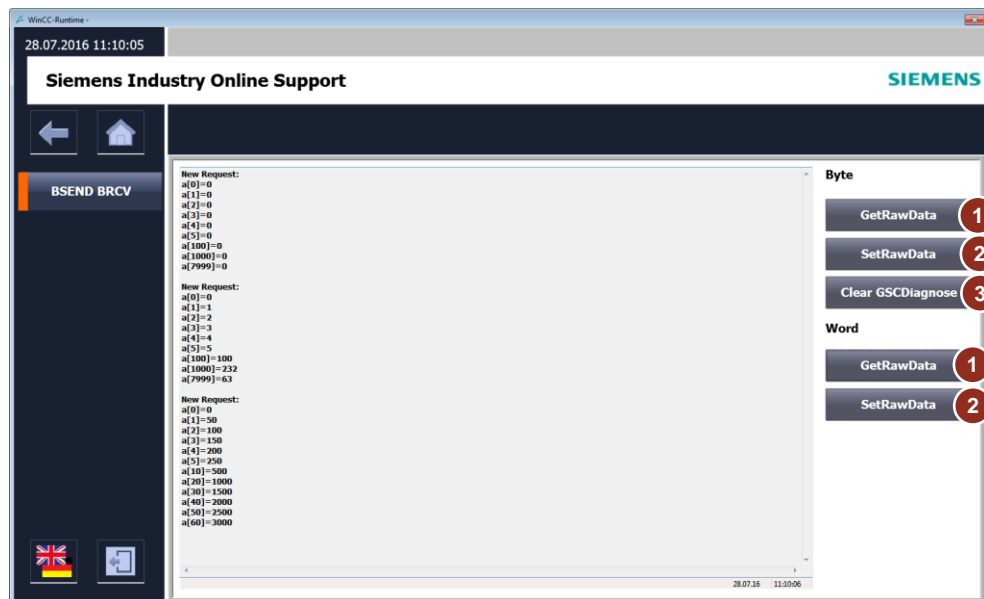 WinCC-Runtime -
28.07.2016 11:10:05
Siemens Industry Online Support
SIEMENS
BSEND BRCV
New Request:
a[0]=0
a[1]=0
a[2]=0
a[3]=0
a[4]=0
a[5]=0
a[100]=0
a[1000]=0
a[7999]=0
New Request:
a[0]=0
a[1]=1
a[2]=2
a[3]=3
a[4]=4
a[5]=5
a[100]=100
a[1000]=232
a[7999]=63
New Request:
a[0]=0
a[1]=50
a[2]=100
a[3]=150
a[4]=200
a[5]=250
a[10]=500
a[20]=1000
a[30]=1500
a[40]=2000
a[50]=2500
a[60]=3000
28.07.16 11:10:06
Byte
GetRawData 1
SetRawData 2
Clear GSCDiagnose 3
Word
GetRawData 1
SetRawData 2